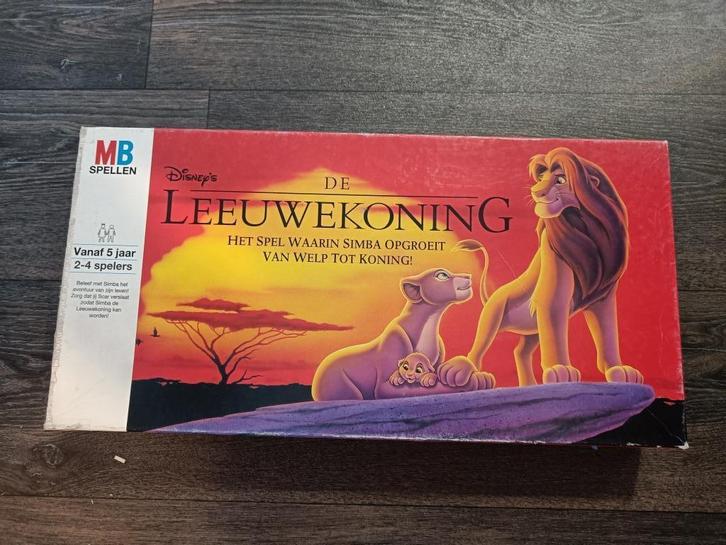 MB
SPELLEN
Vanaf 5 jaar
2-4 spelers
Beleef met Simba het
avontuur van zijn leven!
Zorg dat jij Scar verslaat
zodat Simba de
Leeuwekoning kan
worden!
Disney's
DE
LEEUWEKONING
HET SPEL WAARIN SIMBA OPGROEIT
VAN WELP TOT KONING!